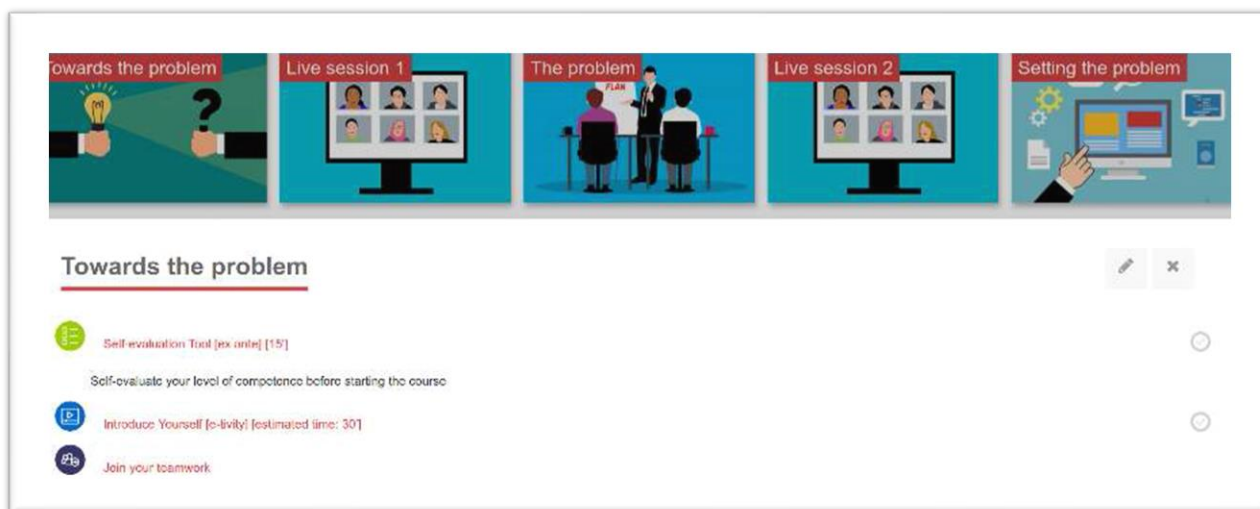 Towards the problem
Live session 1
The problem
Live session 2
Setting the problem
PLAN
Towards the problem
Self-evaluation Tool [ex ante] [15']
Self-evaluate your level of competence before starting the course
Introduce Yourself [e-tivity] [estimated time: 30']
Join your teamwork